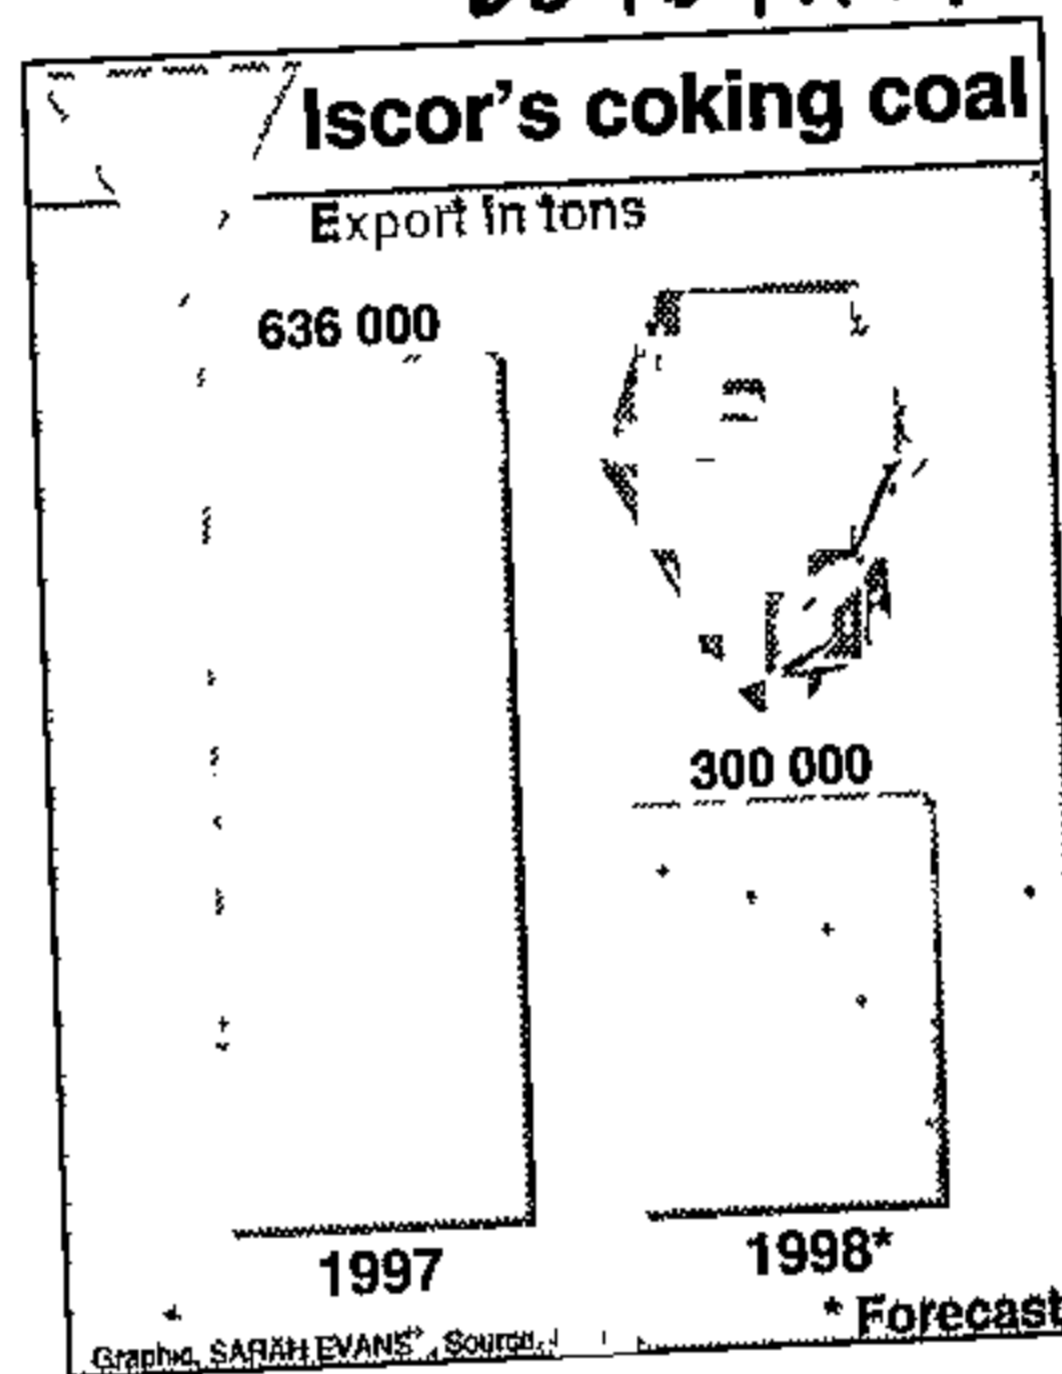 Iscor's coking coal
Export in tons
636 000
300 000
1997
1998*
* Forecast
Graphic, SARAH EVANS Source,